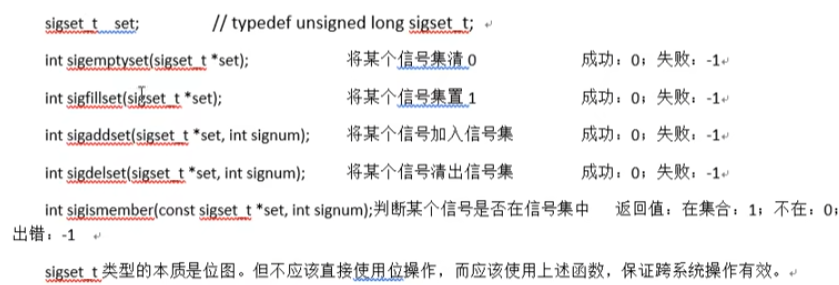 sigset_t set; // typedef unsigned long sigset_t;
int sigemptyset(sigset_t *set); 将某个信号集清 0 成功：0；失败：-1
int sigfillset(sigset_t *set); 将某个信号集置 1 成功：0；失败：-1
int sigaddset(sigset_t *set, int signum); 将某个信号加入信号集 成功：0；失败：-1
int sigdelset(sigset_t *set, int signum); 将某个信号清出信号集 成功：0；失败：-1
int sigismember(const sigset_t *set, int signum);判断某个信号是否在信号集中 返回值：在集合：1；不在：0；
出错：-1
sigset_t 类型的本质是位图。但不应该直接使用位操作，而应该使用上述函数，保证跨系统操作有效。